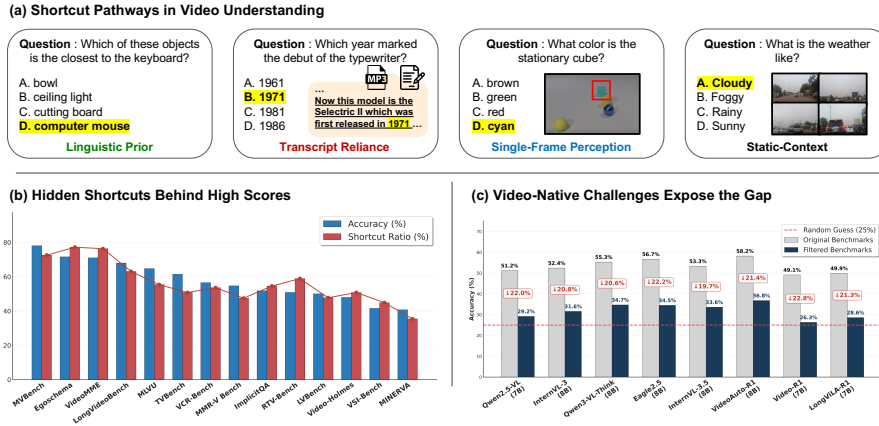 (a) Shortcut Pathways in Video Understanding
Question : Which of these objects
is the closest to the keyboard?
A. bowl
B. ceiling light
C. cutting board
D. computer mouse
Linguistic Prior
Question : Which year marked
the debut of the typewriter?
A. 1961
B. 1971
C. 1981
D. 1986
MP3
...
Now this model is the
Selectric II which was
first released in 1971 ...
Transcript Reliance
Question : What color is the
stationary cube?
A. brown
B. green
C. red
D. cyan
Single-Frame Perception
Question : What is the weather
like?
A. Cloudy
B. Foggy
C. Rainy
D. Sunny
Static-Context
(b) Hidden Shortcuts Behind High Scores
Accuracy (%)
Shortcut Ratio (%)
80
60
40
20
0
MVBench
Egoschema
VideoMME
LongVideoBench
MLVU
TVBench
VCR-Bench
MMR-V Bench
ImplicitQA
RTV-Bench
LVBench
Video-Holmes
VSI-Bench
MINERVA
(c) Video-Native Challenges Expose the Gap
Random Guess (25%)
Original Benchmarks
Filtered Benchmarks
Accuracy (%)
70
60
50
40
30
20
10
0
51.2%
52.4%
55.3%
56.7%
53.3%
58.2%
49.1%
49.9%
↓22.0%
↓20.8%
↓20.6%
↓22.2%
↓19.7%
↓21.4%
↓22.8%
↓21.3%
29.2%
31.6%
34.7%
34.5%
33.6%
36.8%
26.3%
28.6%
Qwen2.5-VL
(7B)
InternVL-3
(8B)
Qwen3-VL-Think
(8B)
Eagle2.5
(8B)
InternVL-3.5
(8B)
VideoAuto-R1
(8B)
Video-R1
(7B)
LongViLA-R1
(7B)